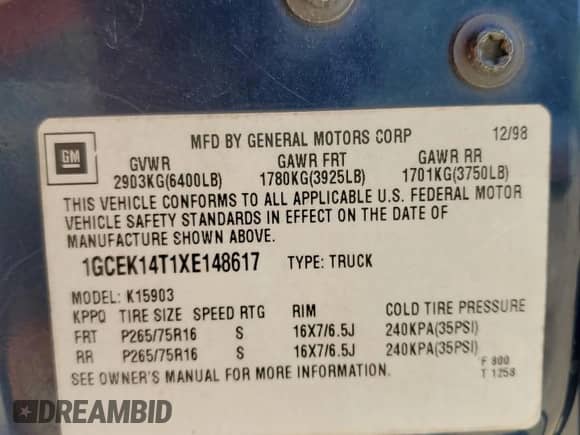 GM
MFD BY GENERAL MOTORS CORP 12/98
GVWR GAWR FRT GAWR RR
2903KG(6400LB) 1780KG(3925LB) 1701KG(3750LB)
THIS VEHICLE CONFORMS TO ALL APPLICABLE U.S. FEDERAL MOTOR
VEHICLE SAFETY STANDARDS IN EFFECT ON THE DATE OF
MANUFACTURE SHOWN ABOVE.
1GCEK14T1XE148617 TYPE: TRUCK
MODEL: K15903
KPPO TIRE SIZE SPEED RTG RIM COLD TIRE PRESSURE
FRT P265/75R16 S 16X7/6.5J 240KPA(35PSI)
RR P265/75R16 S 16X7/6.5J 240KPA(35PSI)
SEE OWNER'S MANUAL FOR MORE INFORMATION.
F 800
T 1258
DREAMBID